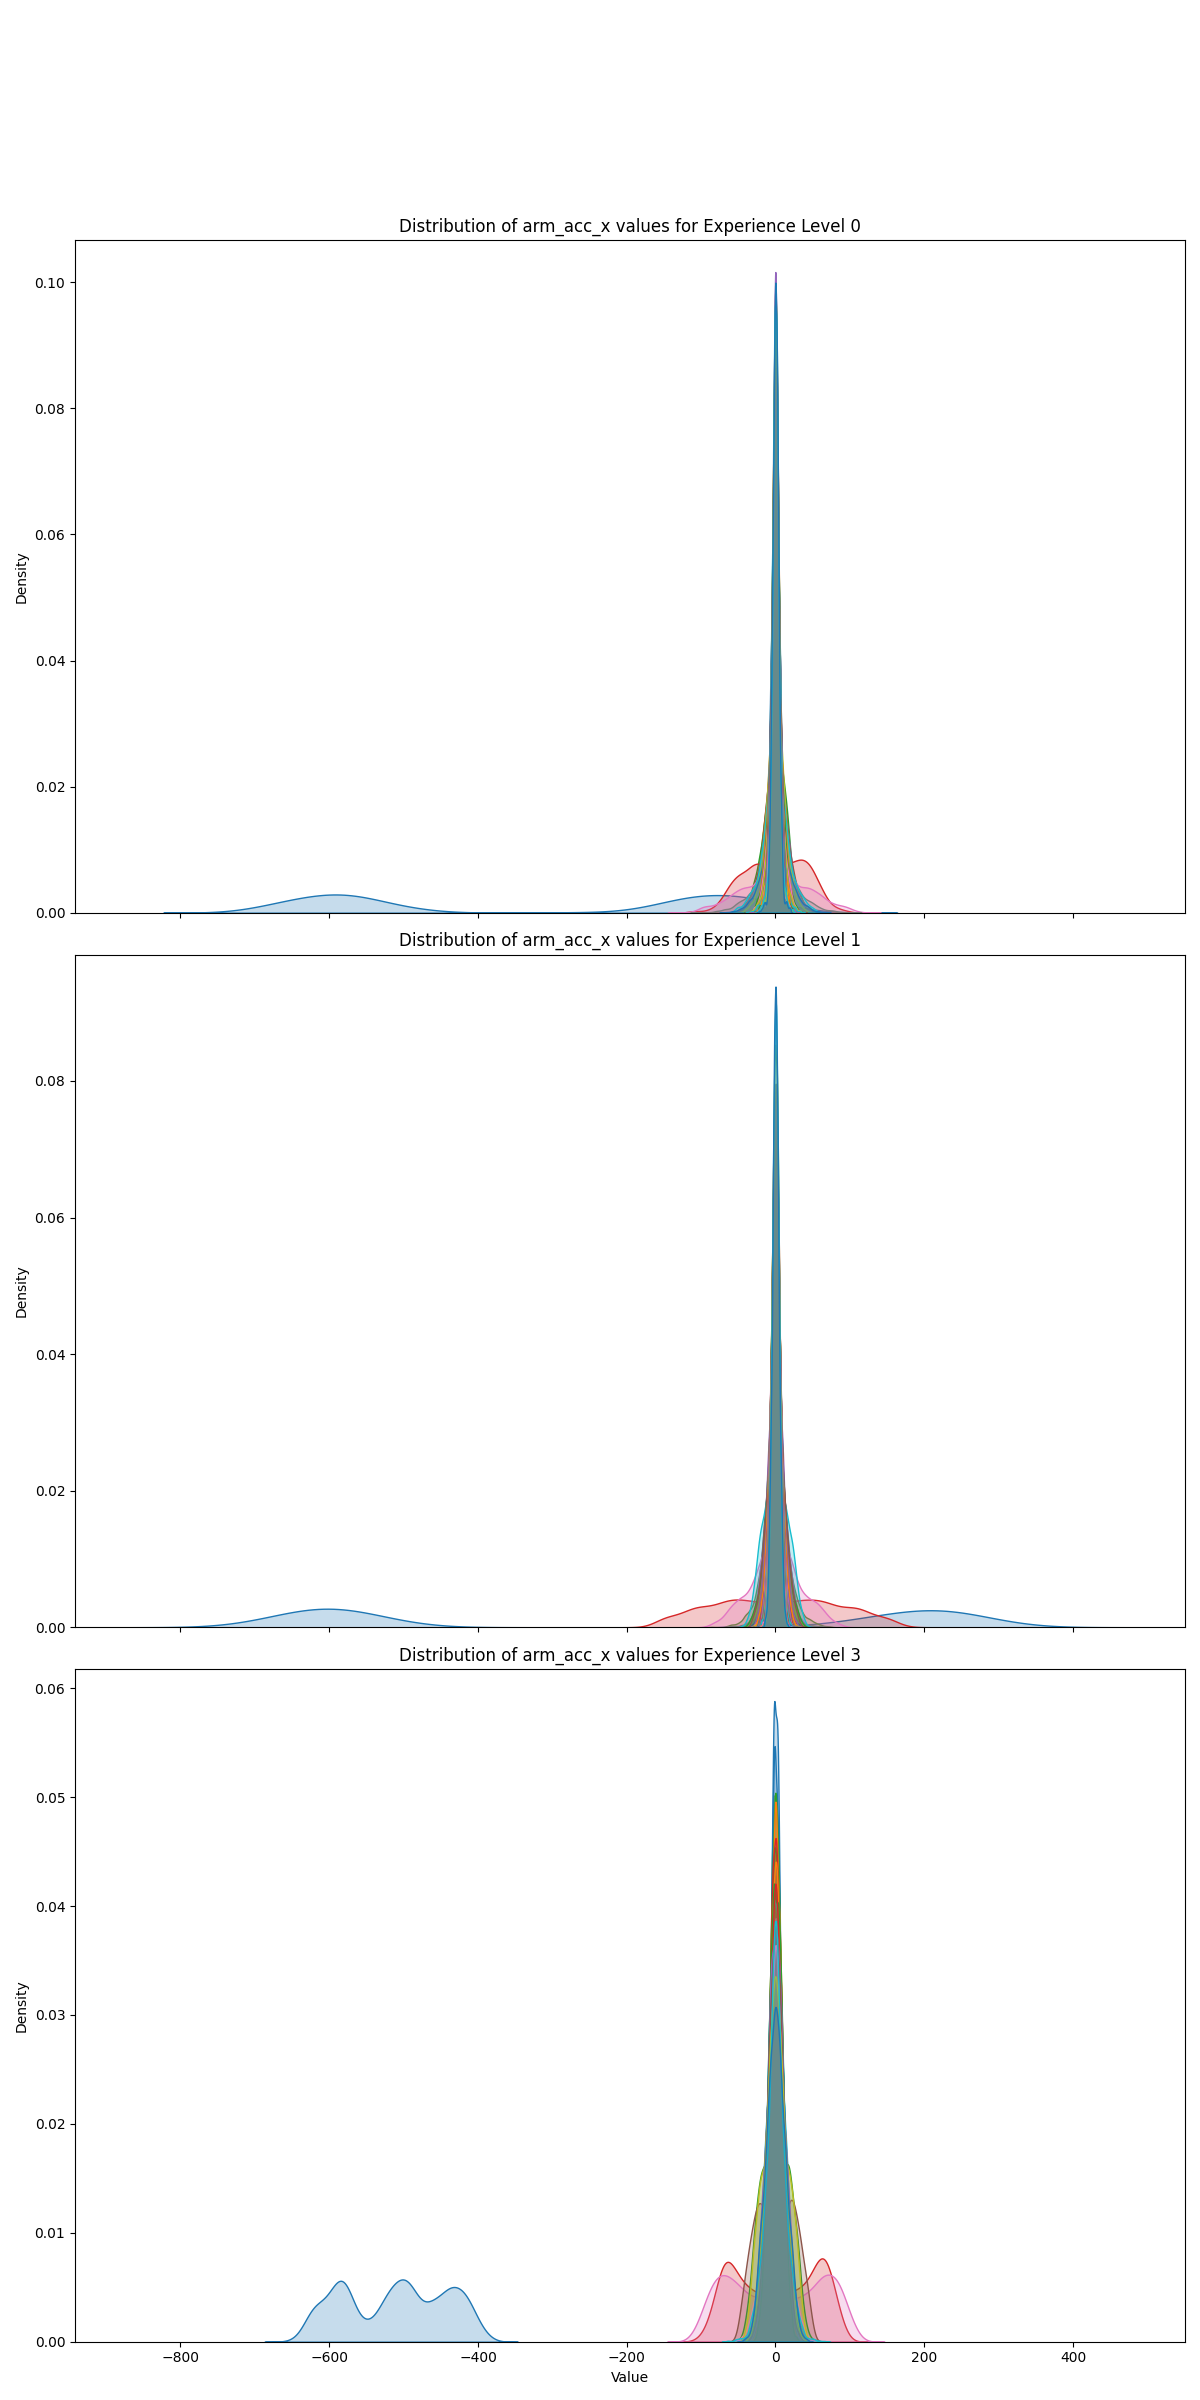 Distribution of arm_acc_x values for Experience Level 0
0.10
0.08
0.06
0.04
0.02
0.00
Density
Distribution of arm_acc_x values for Experience Level 1
0.08
0.06
0.04
0.02
0.00
Density
Distribution of arm_acc_x values for Experience Level 3
0.06
0.05
0.04
0.03
0.02
0.01
0.00
Density
−800 −600 −400 −200 0 200 400
Value